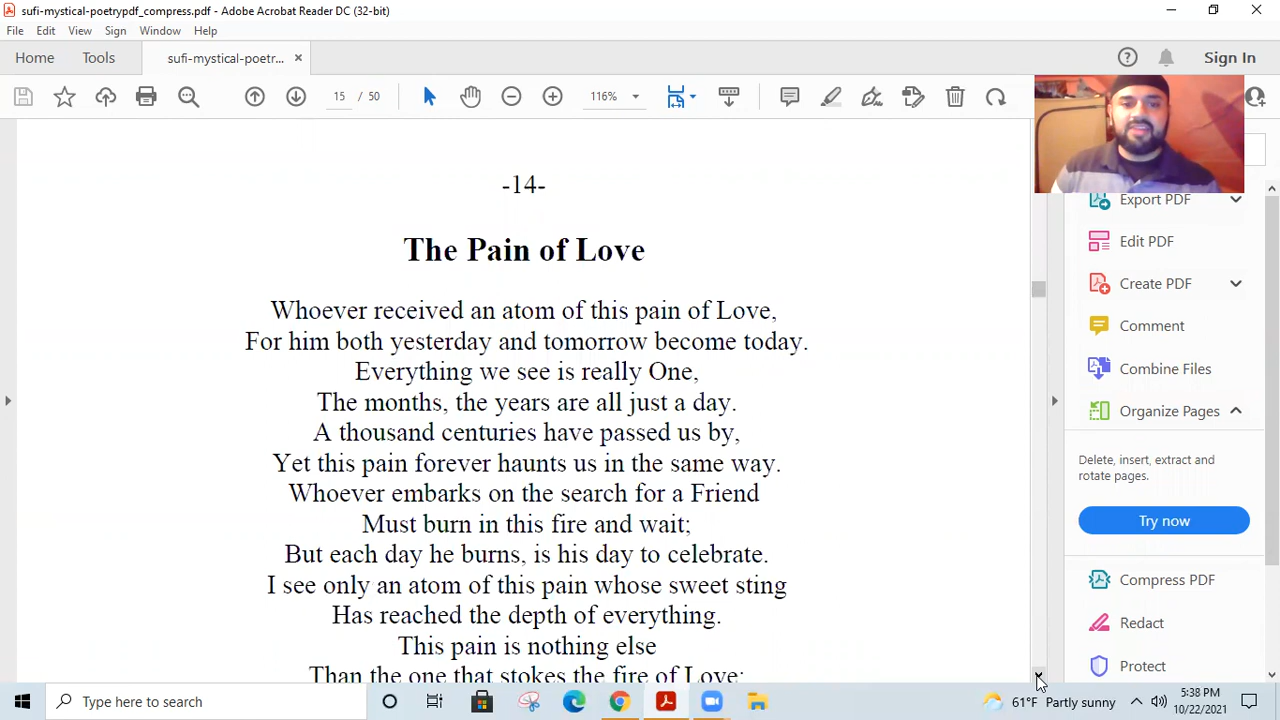 sufi-mystical-poetrypdf_compress.pdf - Adobe Acrobat Reader DC (32-bit)
File Edit View Sign Window Help
Home Tools sufi-mystical-poetr... × Sign In
15 / 50 116%
-14-
The Pain of Love
Whoever received an atom of this pain of Love,
For him both yesterday and tomorrow become today.
Everything we see is really One,
The months, the years are all just a day.
A thousand centuries have passed us by,
Yet this pain forever haunts us in the same way.
Whoever embarks on the search for a Friend
Must burn in this fire and wait;
But each day he burns, is his day to celebrate.
I see only an atom of this pain whose sweet sting
Has reached the depth of everything.
This pain is nothing else
Than the one that stokes the fire of Love;
Export PDF
Edit PDF
Create PDF
Comment
Combine Files
Organize Pages
Delete, insert, extract and
rotate pages.
Try now
Compress PDF
Redact
Protect
Type here to search
61°F Partly sunny
5:38 PM
10/22/2021